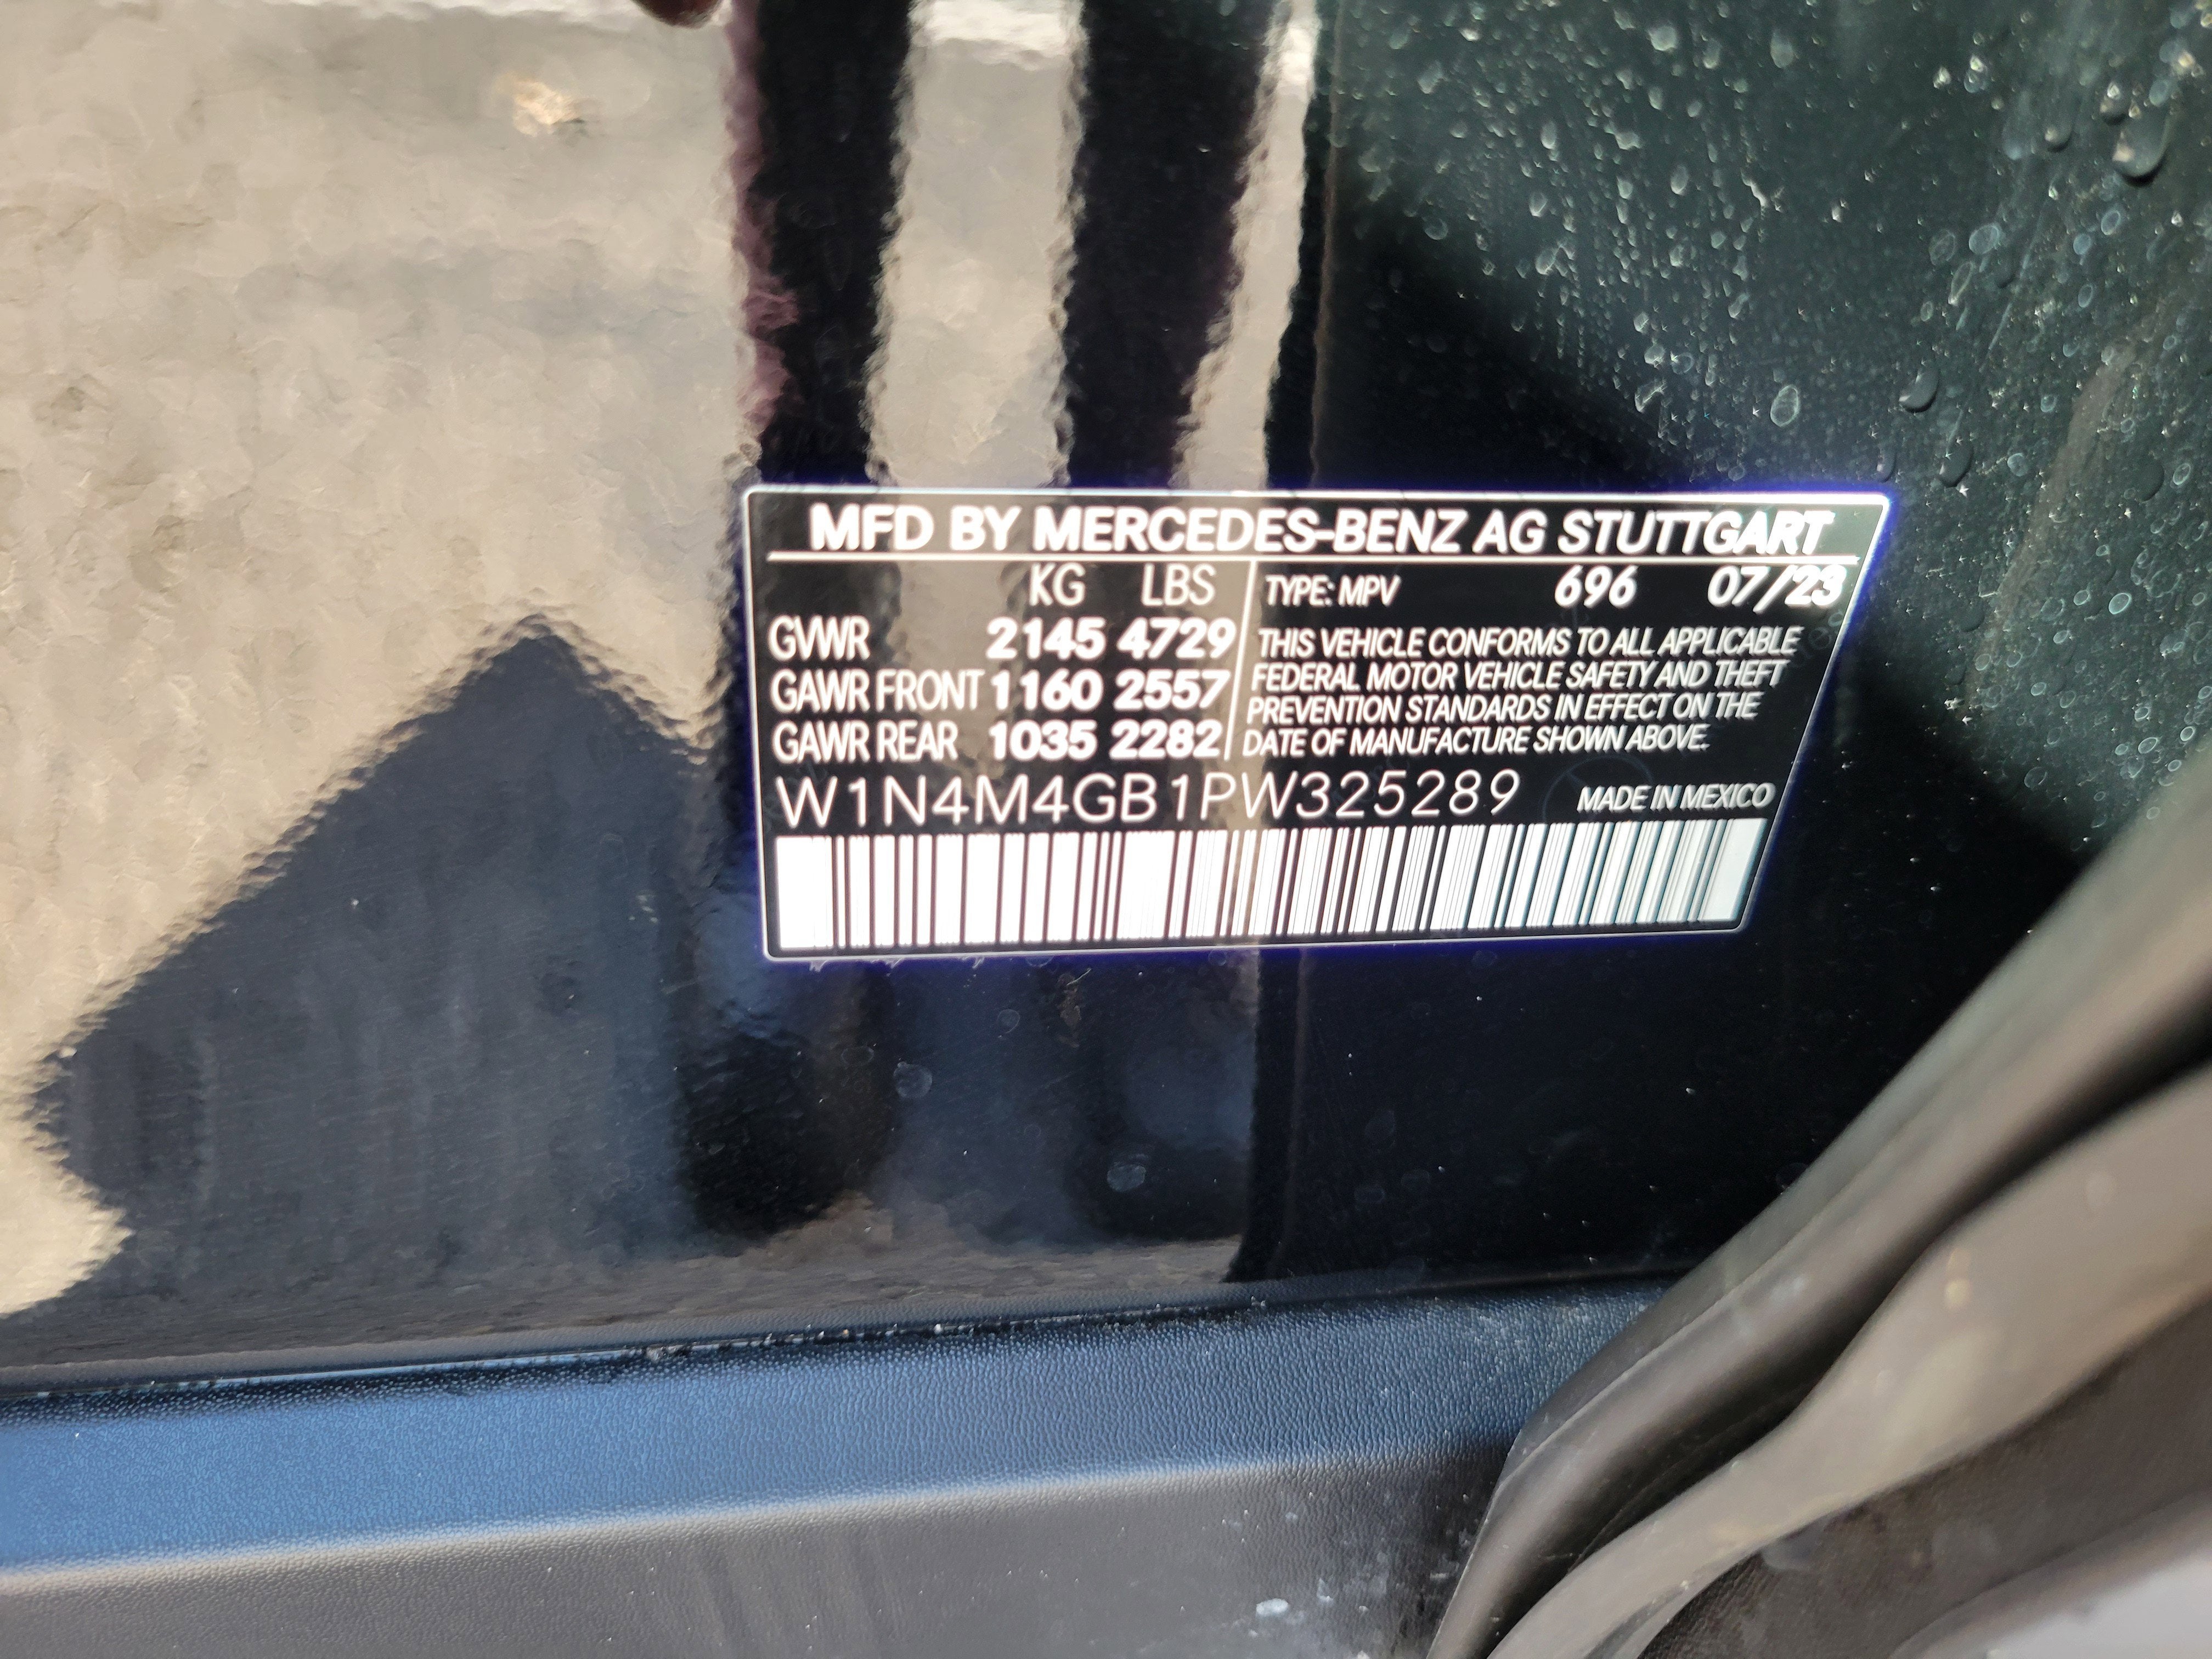 MFD BY MERCEDES-BENZ AG STUTTGART
KG LBS
GVWR 2145 4729
GAWR FRONT 1160 2557
GAWR REAR 1035 2282
TYPE: MPV 696 07/23
THIS VEHICLE CONFORMS TO ALL APPLICABLE
FEDERAL MOTOR VEHICLE SAFETY AND THEFT
PREVENTION STANDARDS IN EFFECT ON THE
DATE OF MANUFACTURE SHOWN ABOVE.
W1N4M4GB1PW325289 MADE IN MEXICO